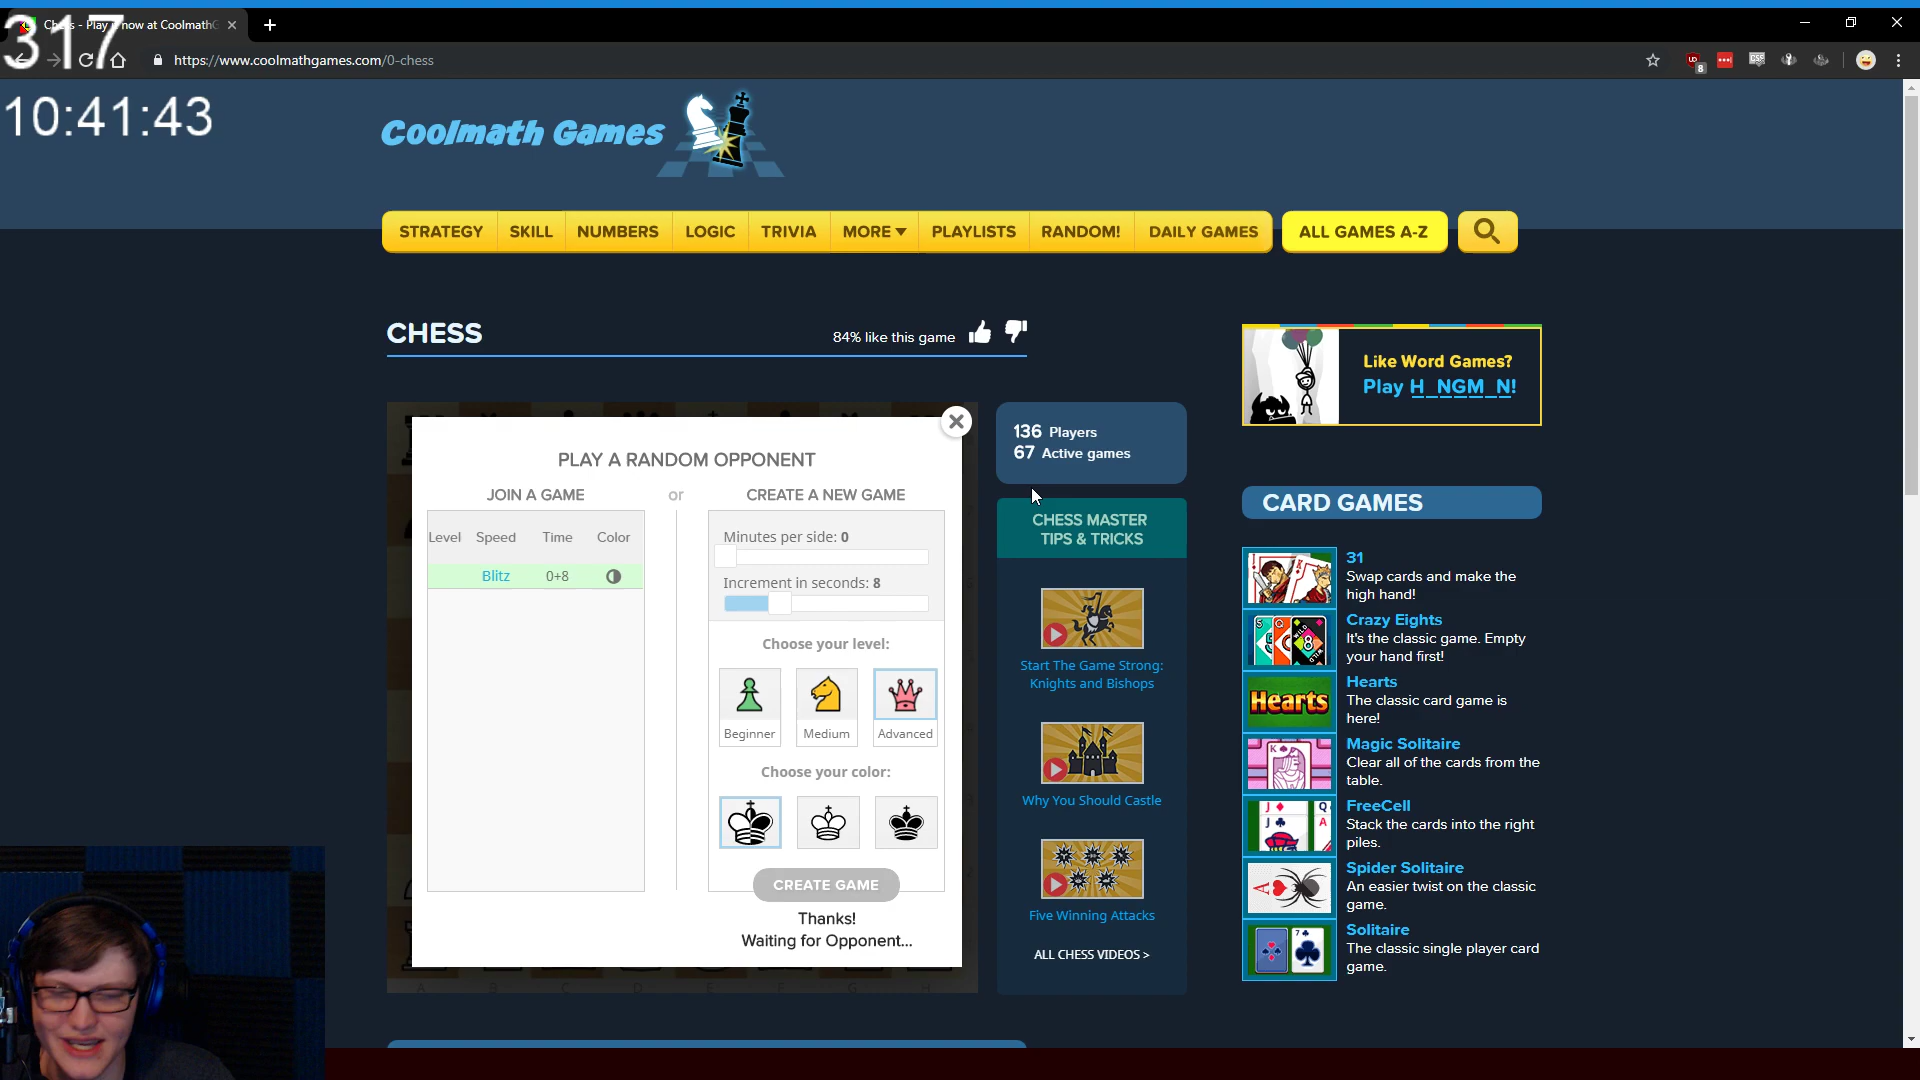 Chess - Play it now at CoolmathG
317
https://www.coolmathgames.com/0-chess
8
10:41:43
Coolmath Games
STRATEGY SKILL NUMBERS LOGIC TRIVIA MORE PLAYLISTS RANDOM! DAILY GAMES ALL GAMES A-Z
CHESS
84% like this game
PLAY A RANDOM OPPONENT
JOIN A GAME or CREATE A NEW GAME
Level Speed Time Color
Blitz 0+8
Minutes per side: 0
Increment in seconds: 8
Choose your level:
Beginner Medium Advanced
Choose your color:
CREATE GAME
Thanks!
Waiting for Opponent...
136 Players
67 Active games
CHESS MASTER
TIPS & TRICKS
Start The Game Strong:
Knights and Bishops
Why You Should Castle
Five Winning Attacks
ALL CHESS VIDEOS >
Like Word Games?
Play H_NGM_N!
CARD GAMES
31
Swap cards and make the
high hand!
Crazy Eights
It's the classic game. Empty
your hand first!
Hearts
Hearts
The classic card game is
here!
Magic Solitaire
Clear all of the cards from the
table.
FreeCell
Stack the cards into the right
piles.
Spider Solitaire
An easier twist on the classic
game.
Solitaire
The classic single player card
game.